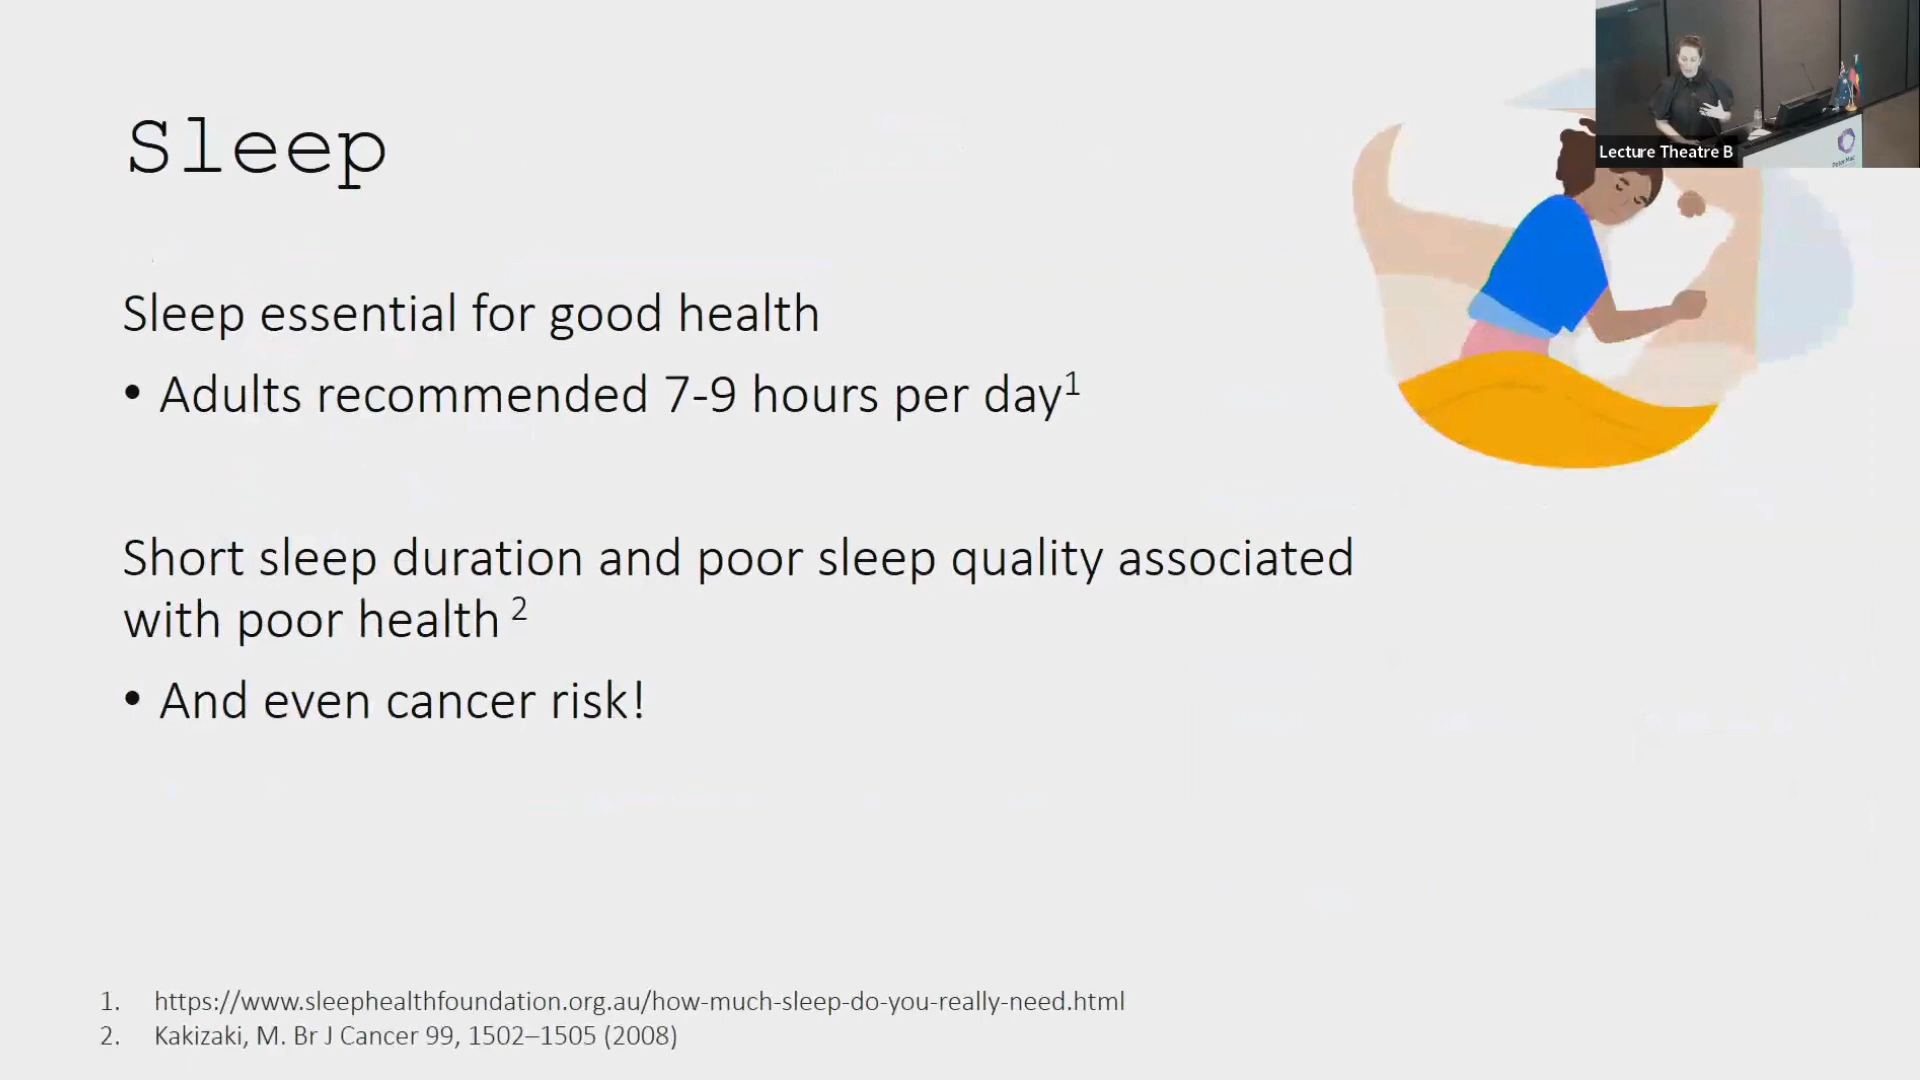 Lecture Theatre B
Peter Mac
Sleep
Sleep essential for good health
• Adults recommended 7-9 hours per day1
Short sleep duration and poor sleep quality associated
with poor health 2
• And even cancer risk!
1. https://www.sleephealthfoundation.org.au/how-much-sleep-do-you-really-need.html
2. Kakizaki, M. Br J Cancer 99, 1502–1505 (2008)